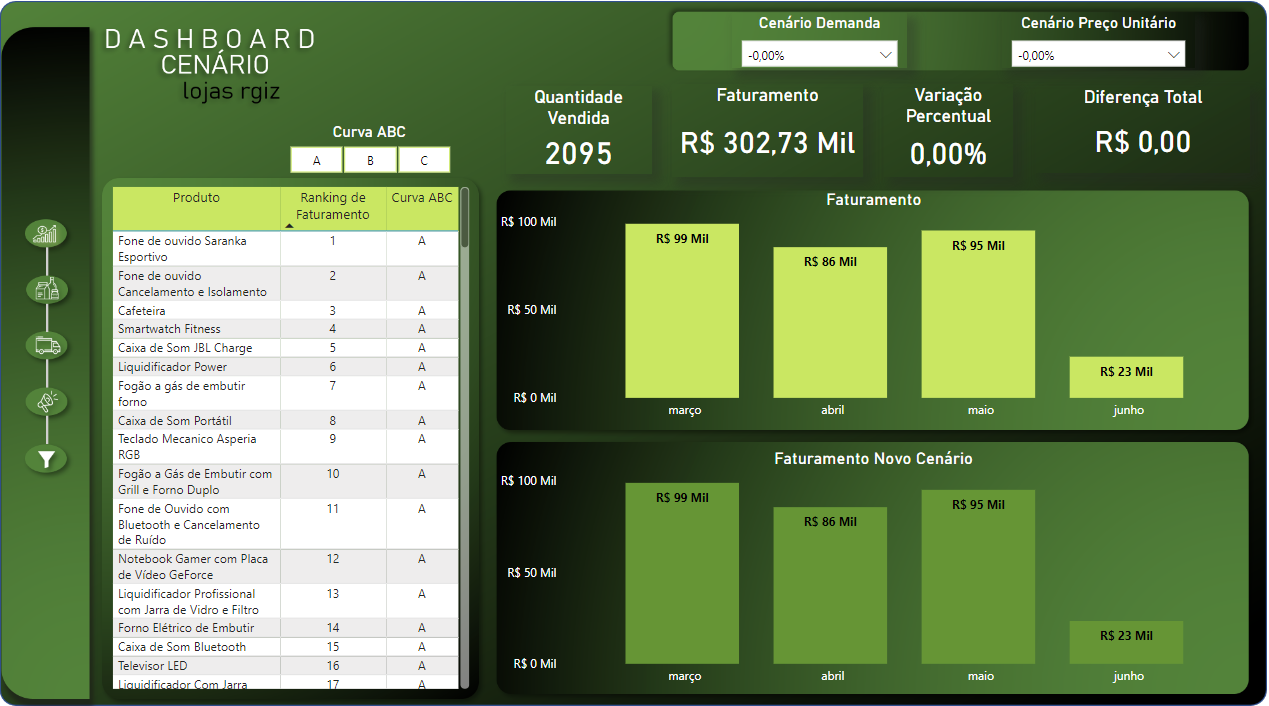 DASHBOARD
CENÁRIO
lojas rgiz
Cenário Demanda
-0,00%
Cenário Preço Unitário
-0,00%
Quantidade
Vendida
2095
Faturamento
R$ 302,73 Mil
Variação
Percentual
0,00%
Diferença Total
R$ 0,00
Curva ABC
A B C
Produto Ranking de Faturamento Curva ABC
Fone de ouvido Saranka
Esportivo 1 A
Fone de ouvido
Cancelamento e Isolamento 2 A
Cafeteira 3 A
Smartwatch Fitness 4 A
Caixa de Som JBL Charge 5 A
Liquidificador Power 6 A
Fogão a gás de embutir
forno 7 A
Caixa de Som Portátil 8 A
Teclado Mecanico Asperia
RGB 9 A
Fogão a Gás de Embutir com
Grill e Forno Duplo 10 A
Fone de Ouvido com
Bluetooth e Cancelamento
de Ruído 11 A
Notebook Gamer com Placa
de Vídeo GeForce 12 A
Liquidificador Profissional
com Jarra de Vidro e Filtro 13 A
Forno Elétrico de Embutir 14 A
Caixa de Som Bluetooth 15 A
Televisor LED 16 A
Liquidificador Com Jarra 17 A
Faturamento
R$ 100 Mil
R$ 50 Mil
R$ 0 Mil
R$ 99 Mil
R$ 86 Mil
R$ 95 Mil
R$ 23 Mil
março abril maio junho
Faturamento Novo Cenário
R$ 100 Mil
R$ 50 Mil
R$ 0 Mil
R$ 99 Mil
R$ 86 Mil
R$ 95 Mil
R$ 23 Mil
março abril maio junho